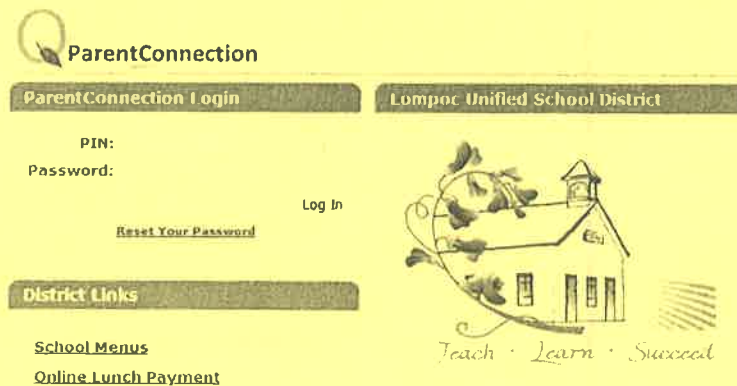 ParentConnection
ParentConnection Login
PIN:
Password:
Log In
Reset Your Password
District Links
School Menus
Online Lunch Payment
Lompoc Unified School District
Teach · Learn · Succeed